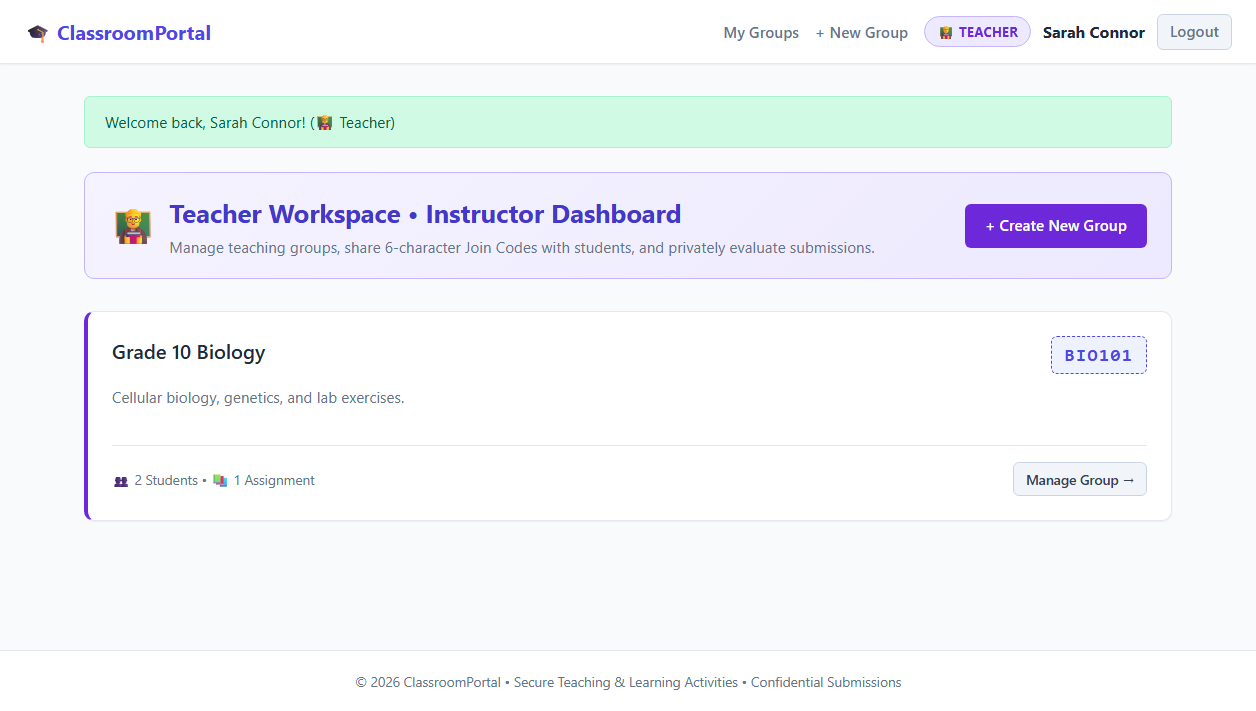 ClassroomPortal
My Groups + New Group TEACHER Sarah Connor Logout
Welcome back, Sarah Connor! ( Teacher)
Teacher Workspace • Instructor Dashboard
Manage teaching groups, share 6-character Join Codes with students, and privately evaluate submissions.
+ Create New Group
Grade 10 Biology
BIO101
Cellular biology, genetics, and lab exercises.
2 Students • 1 Assignment
Manage Group →
© 2026 ClassroomPortal • Secure Teaching & Learning Activities • Confidential Submissions